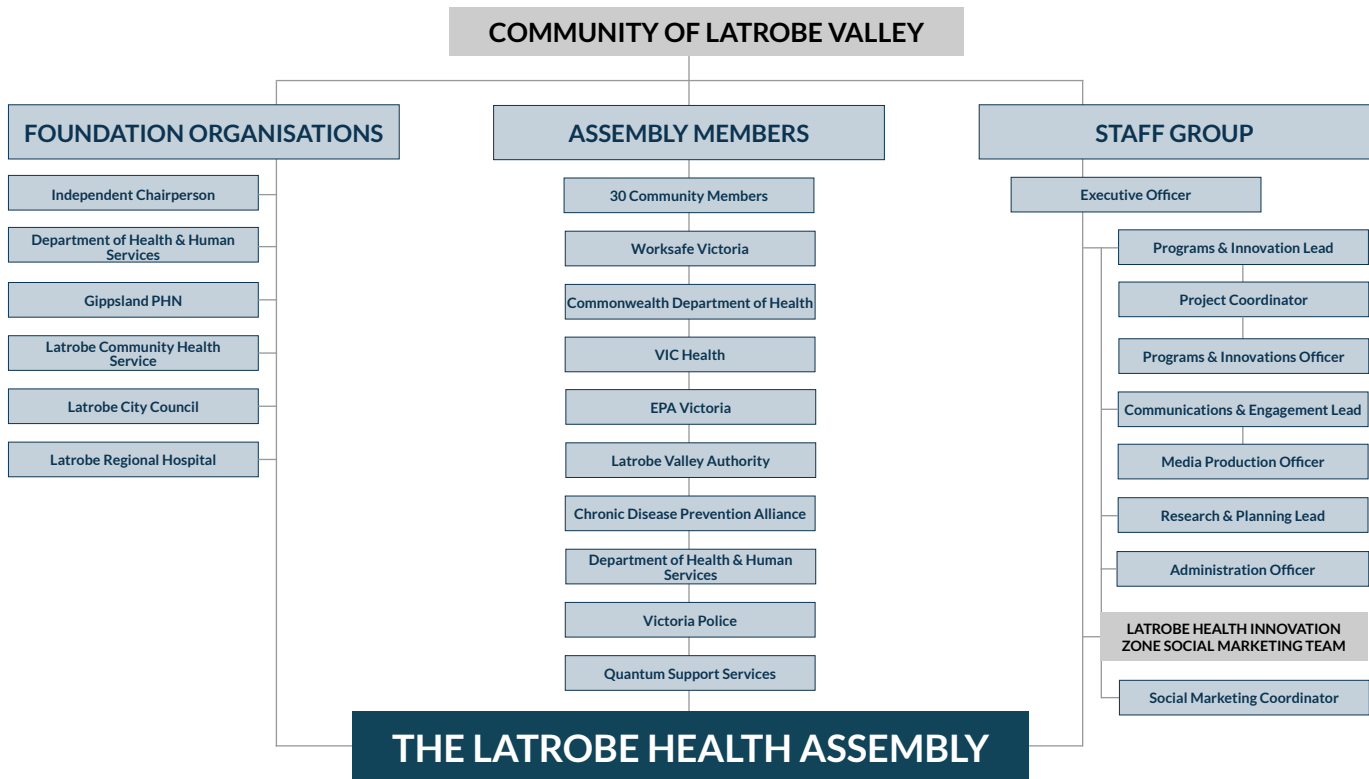 COMMUNITY OF LATROBE VALLEY
FOUNDATION ORGANISATIONS
Independent Chairperson
Department of Health & Human
Services
Gippsland PHN
Latrobe Community Health
Service
Latrobe City Council
Latrobe Regional Hospital
ASSEMBLY MEMBERS
30 Community Members
Worksafe Victoria
Commonwealth Department of Health
VIC Health
EPA Victoria
Latrobe Valley Authority
Chronic Disease Prevention Alliance
Department of Health & Human
Services
Victoria Police
Quantum Support Services
STAFF GROUP
Executive Officer
Programs & Innovation Lead
Project Coordinator
Programs & Innovations Officer
Communications & Engagement Lead
Media Production Officer
Research & Planning Lead
Administration Officer
LATROBE HEALTH INNOVATION
ZONE SOCIAL MARKETING TEAM
Social Marketing Coordinator
THE LATROBE HEALTH ASSEMBLY